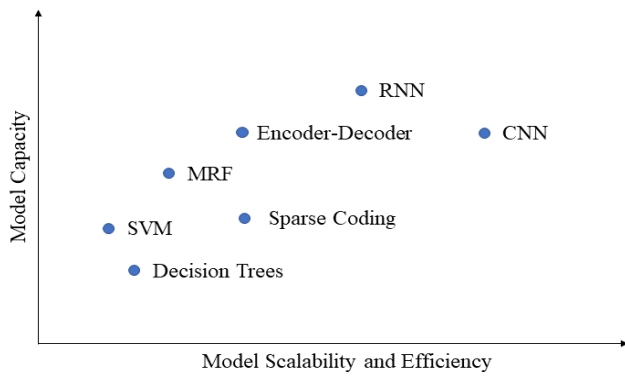 RNN
Encoder-Decoder
CNN
MRF
Sparse Coding
SVM
Decision Trees
Model Capacity
Model Scalability and Efficiency